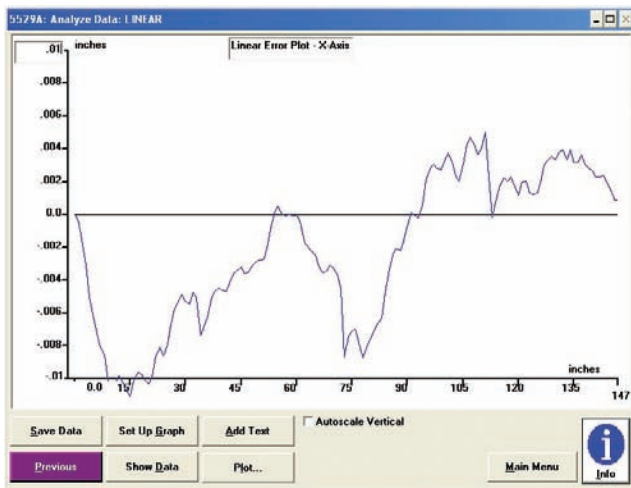 5529A: Analyze Data: LINEAR
.01 inches
Linear Error Plot - X-Axis
.008
.006
.004
.002
0.0
-.002
-.004
-.006
-.008
-.01
inches
0.0 15 30 45 60 75 90 105 120 135 147
Save Data Set Up Graph Add Text Autoscale Vertical
Previous Show Data Plot... Main Menu
i
Info